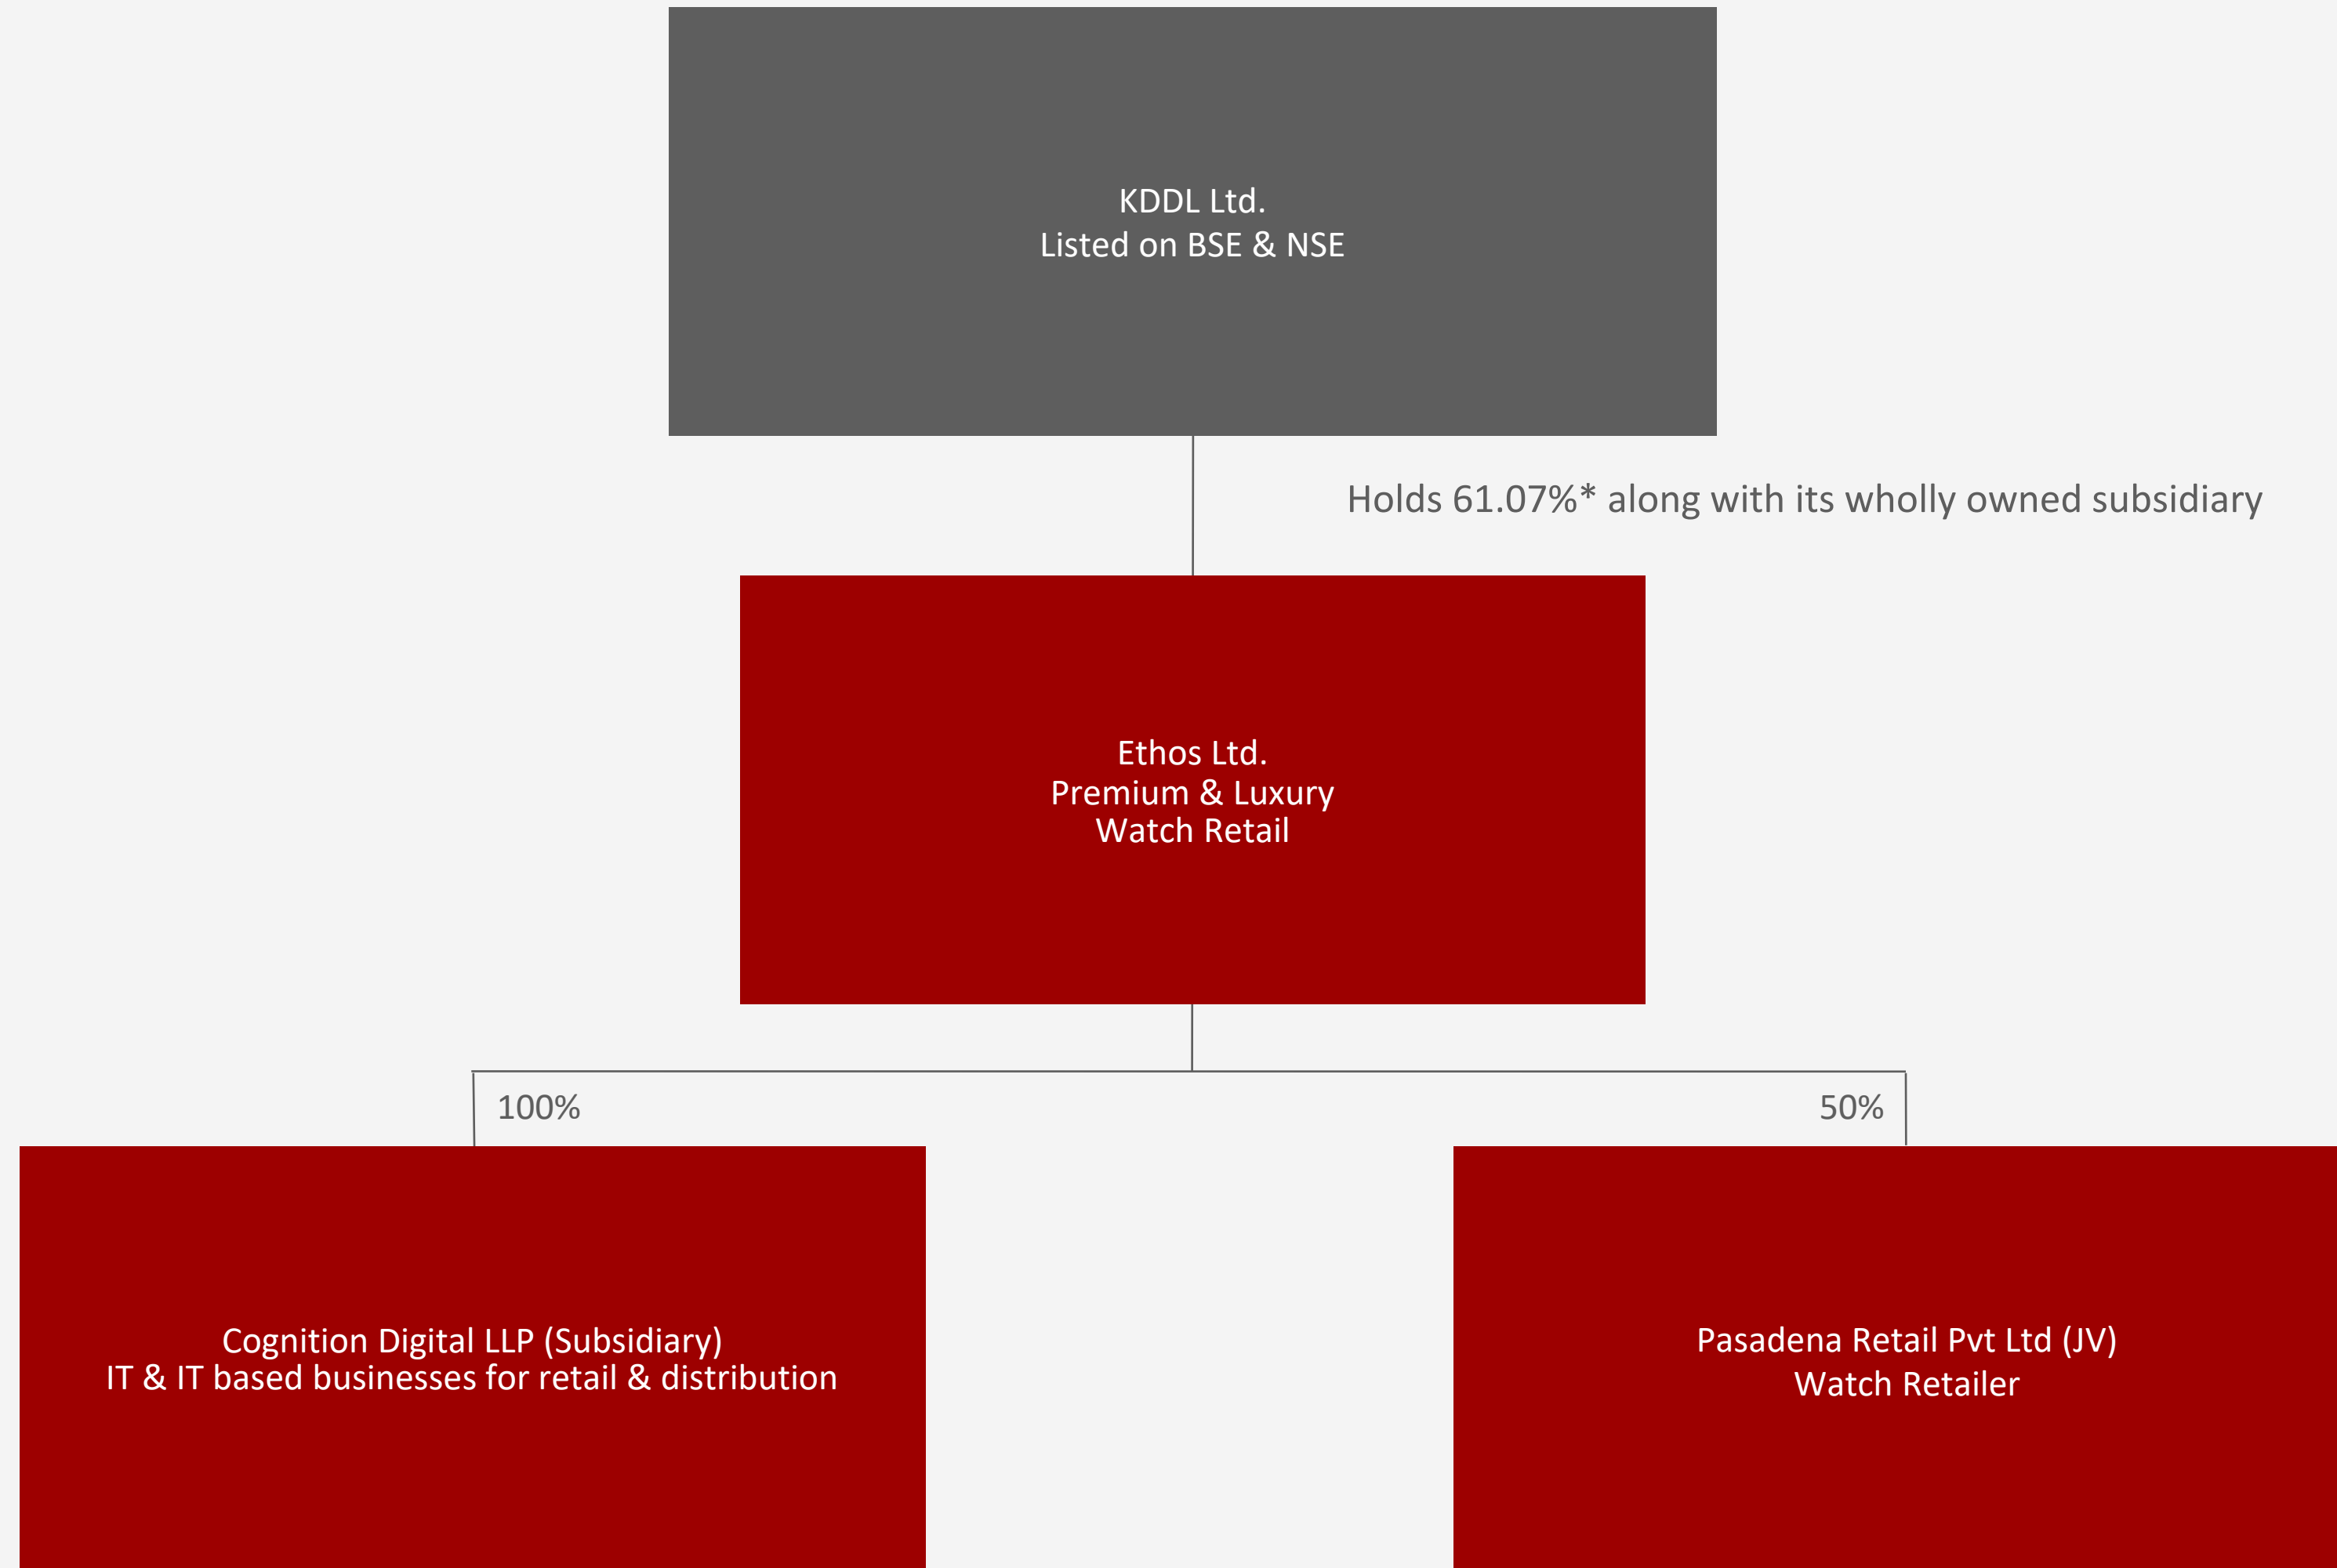 KDDL Ltd.
Listed on BSE & NSE
Holds 61.07%* along with its wholly owned subsidiary
Ethos Ltd.
Premium & Luxury
Watch Retail
100%
50%
Cognition Digital LLP (Subsidiary)
IT & IT based businesses for retail & distribution
Pasadena Retail Pvt Ltd (JV)
Watch Retailer